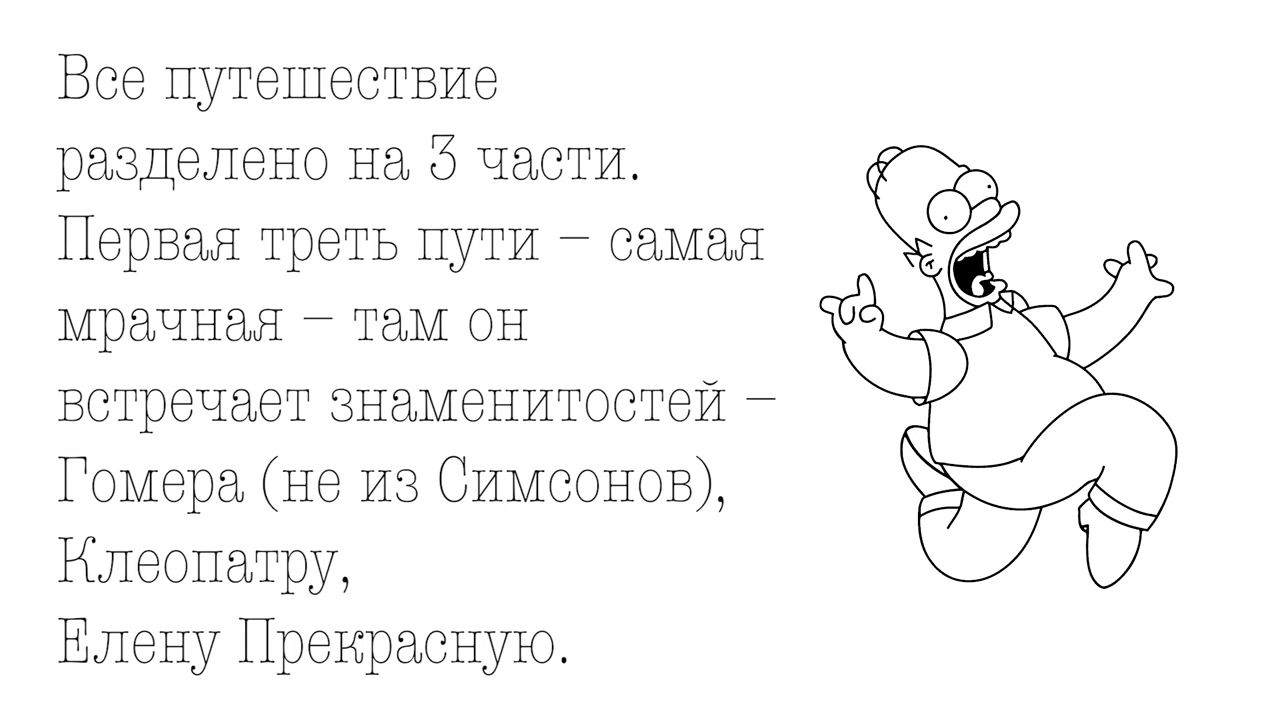 Все путешествие
разделено на 3 части.
Первая треть пути – самая
мрачная – там он
встречает знаменитостей –
Гомера (не из Симсонов),
Клеопатру,
Елену Прекрасную.